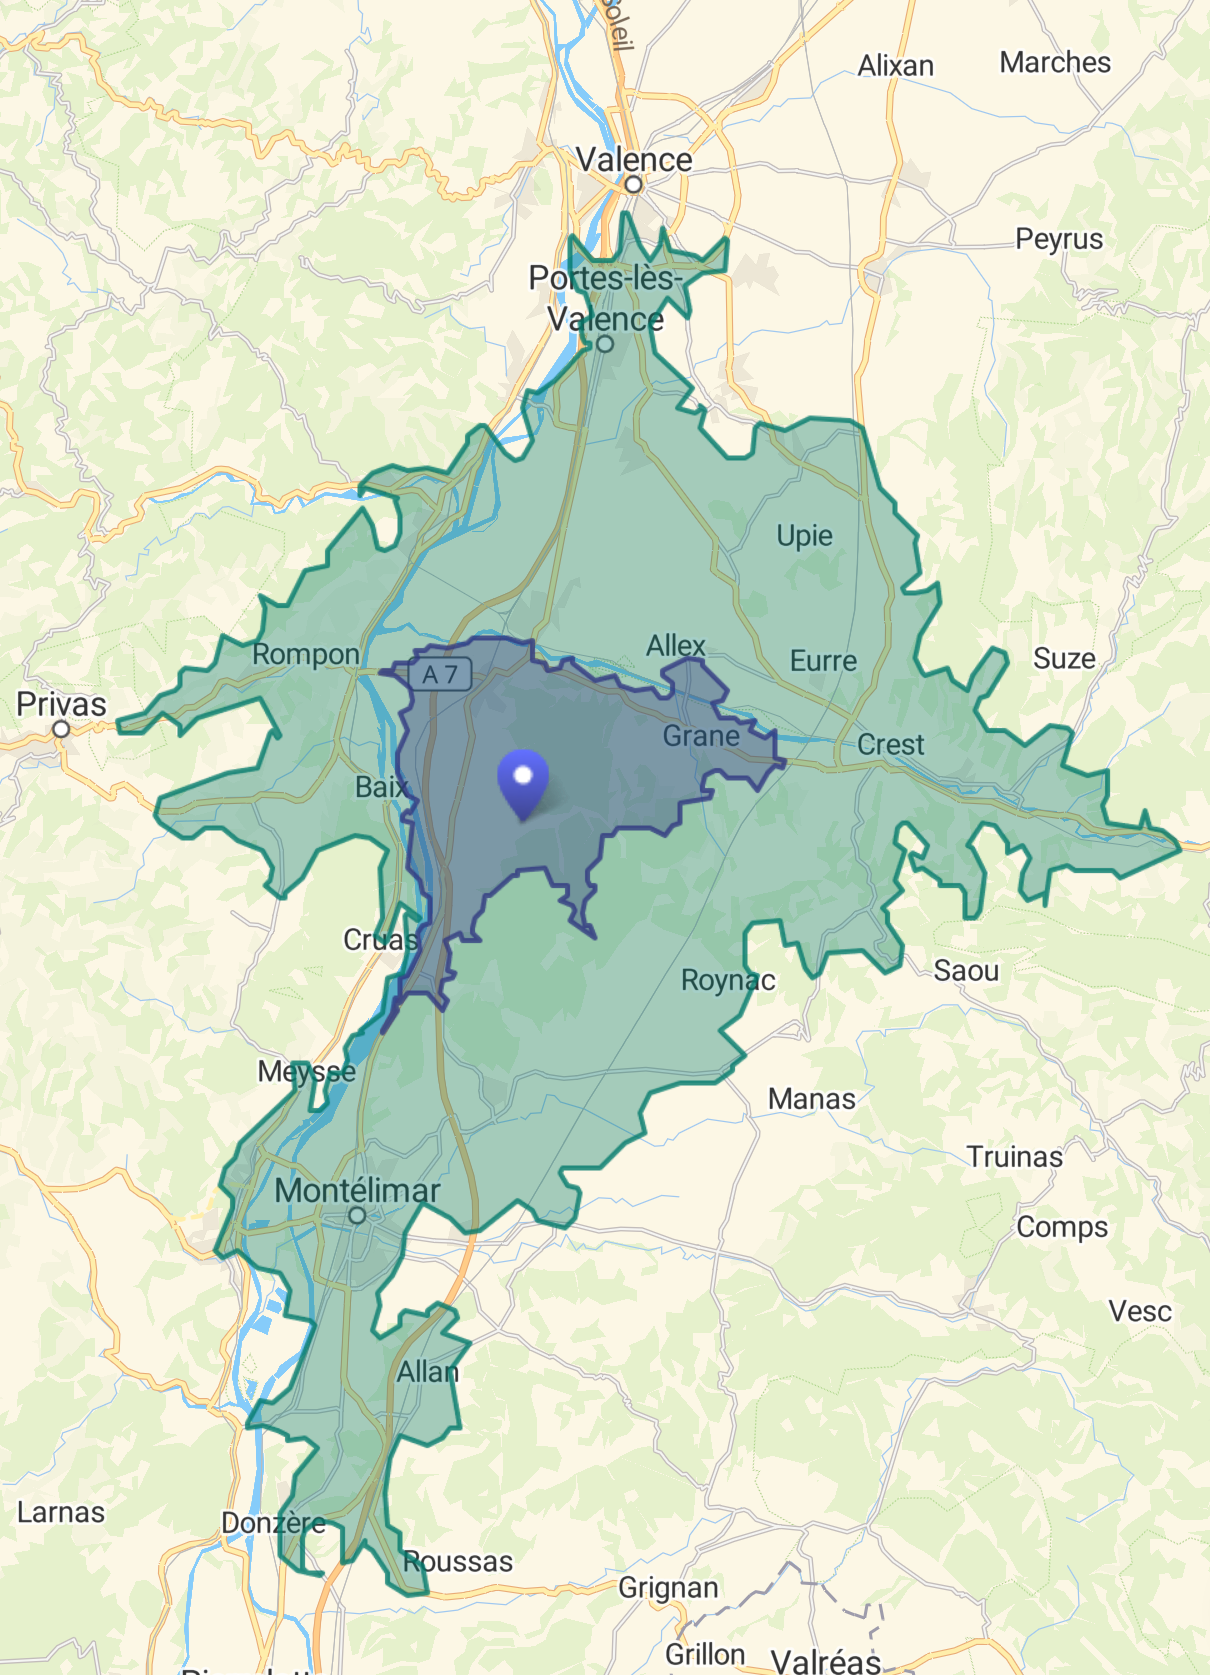 Soleil
Alixan
Marches
Valence
Peyrus
Portes-lès-
Valence
Upie
Allex
Rompon
Eurre
Suze
A 7
Privas
Grane
Crest
Baix
Cruas
Saou
Roynac
Meysse
Manas
Truinas
Montélimar
Comps
Vesc
Allan
Larnas
Donzère
Roussas
Grignan
Grillon
Valréas